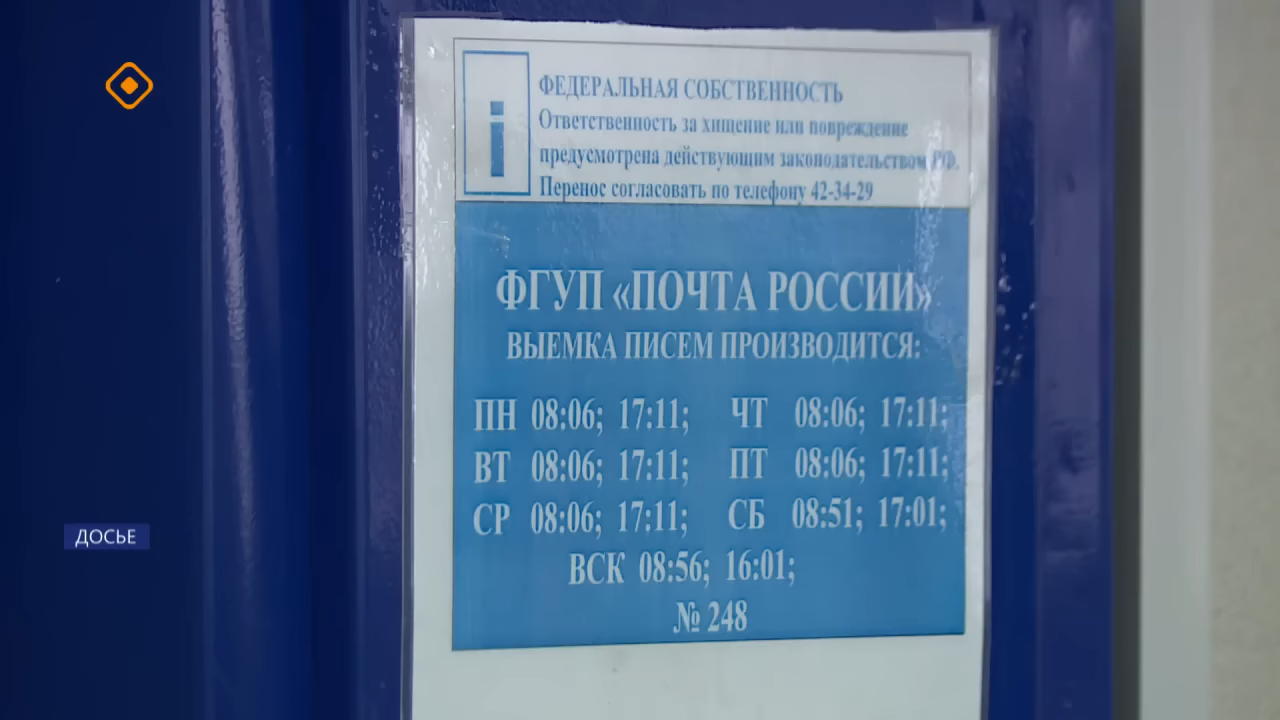 ФЕДЕРАЛЬНАЯ СОБСТВЕННОСТЬ
Ответственность за хищение или повреждение
предусмотрена действующим законодательством РФ.
Перенос согласовать по телефону 42-34-29
ФГУП «ПОЧТА РОССИИ»
ВЫЕМКА ПИСЕМ ПРОИЗВОДИТСЯ:
ПН 08:06; 17:11; ЧТ 08:06; 17:11;
ВТ 08:06; 17:11; ПТ 08:06; 17:11;
СР 08:06; 17:11; СБ 08:51; 17:01;
ВСК 08:56; 16:01;
№ 248
ДОСЬЕ